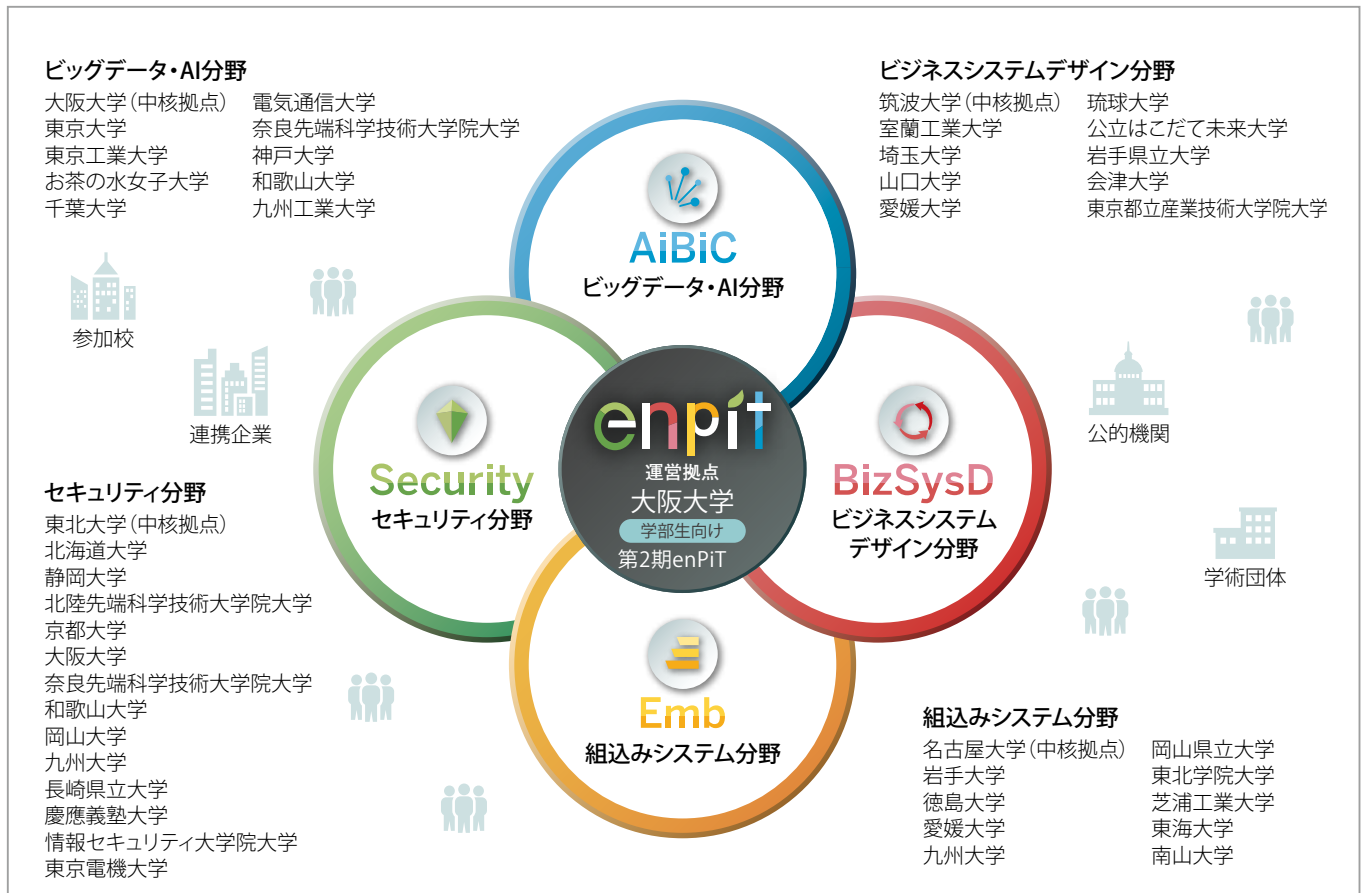 ビッグデータ・AI分野
大阪大学（中核拠点）
東京大学
東京工業大学
お茶の水女子大学
千葉大学
電気通信大学
奈良先端科学技術大学院大学
神戸大学
和歌山大学
九州工業大学
ビジネスシステムデザイン分野
筑波大学（中核拠点）
室蘭工業大学
埼玉大学
山口大学
愛媛大学
琉球大学
公立はこだて未来大学
岩手県立大学
会津大学
東京都立産業技術大学院大学
AiBiC
ビッグデータ・AI分野
参加校
連携企業
公的機関
学術団体
Security
セキュリティ分野
enpit
運営拠点
大阪大学
学部生向け
第2期enPiT
BizSysD
ビジネスシステム
デザイン分野
Emb
組込みシステム分野
セキュリティ分野
東北大学（中核拠点）
北海道大学
静岡大学
北陸先端科学技術大学院大学
京都大学
大阪大学
奈良先端科学技術大学院大学
和歌山大学
岡山大学
九州大学
長崎県立大学
慶應義塾大学
情報セキュリティ大学院大学
東京電機大学
組込みシステム分野
名古屋大学（中核拠点）
岩手大学
徳島大学
愛媛大学
九州大学
岡山県立大学
東北学院大学
芝浦工業大学
東海大学
南山大学